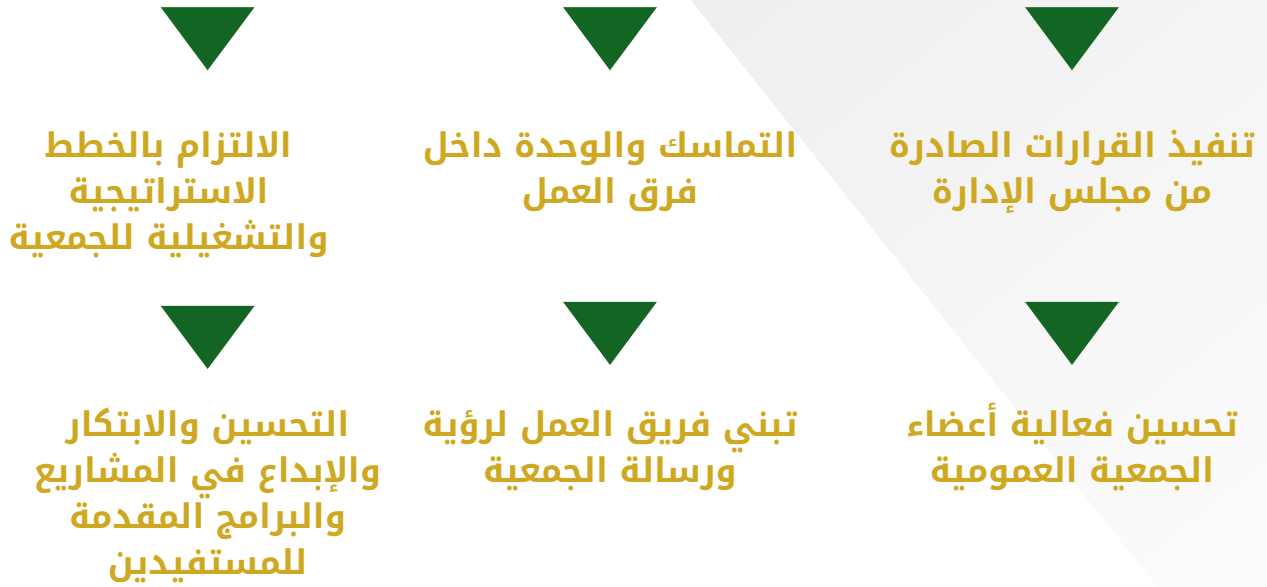 تنفيذ القرارات الصادرة
من مجلس الإدارة
التماسك والوحدة داخل
فرق العمل
الالتزام بالخطط
الاستراتيجية
والتشغيلية للجمعية
تحسين فعالية أعضاء
الجمعية العمومية
تبني فريق العمل لرؤية
ورسالة الجمعية
التحسين والابتكار
والإبداع في المشاريع
والبرامج المقدمة
للمستفيدين